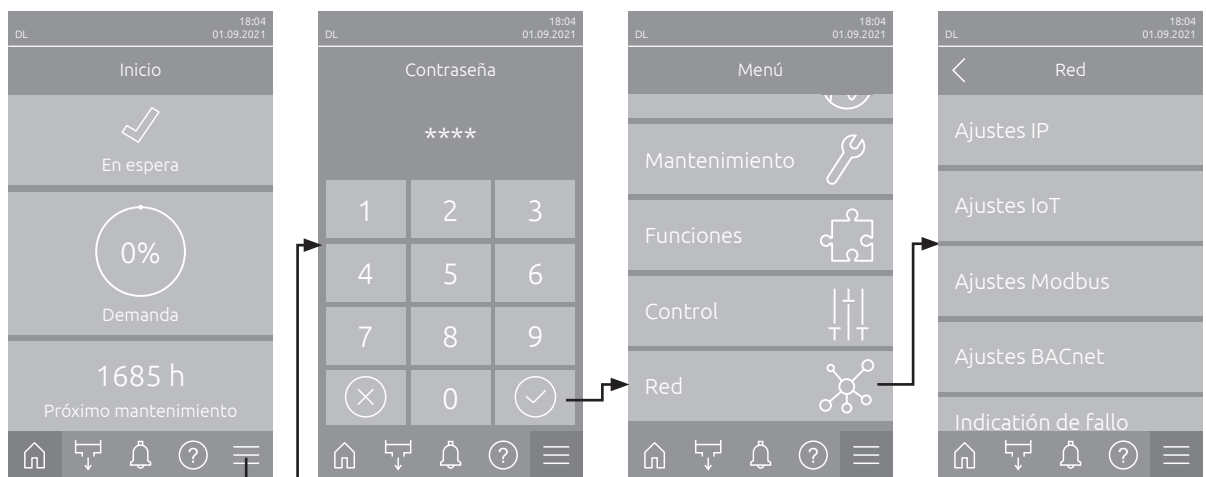 18:04
DL 01.09.2021
Inicio
En espera
0%
Demanda
1685 h
Próximo mantenimiento
?
18:04
DL 01.09.2021
Contraseña
****
1 2 3
4 5 6
7 8 9
0
?
18:04
DL 01.09.2021
Menú
Mantenimiento
Funciones
Control
Red
?
18:04
DL 01.09.2021
Red
Ajustes IP
Ajustes IoT
Ajustes Modbus
Ajustes BACnet
Indicatión de fallo
?